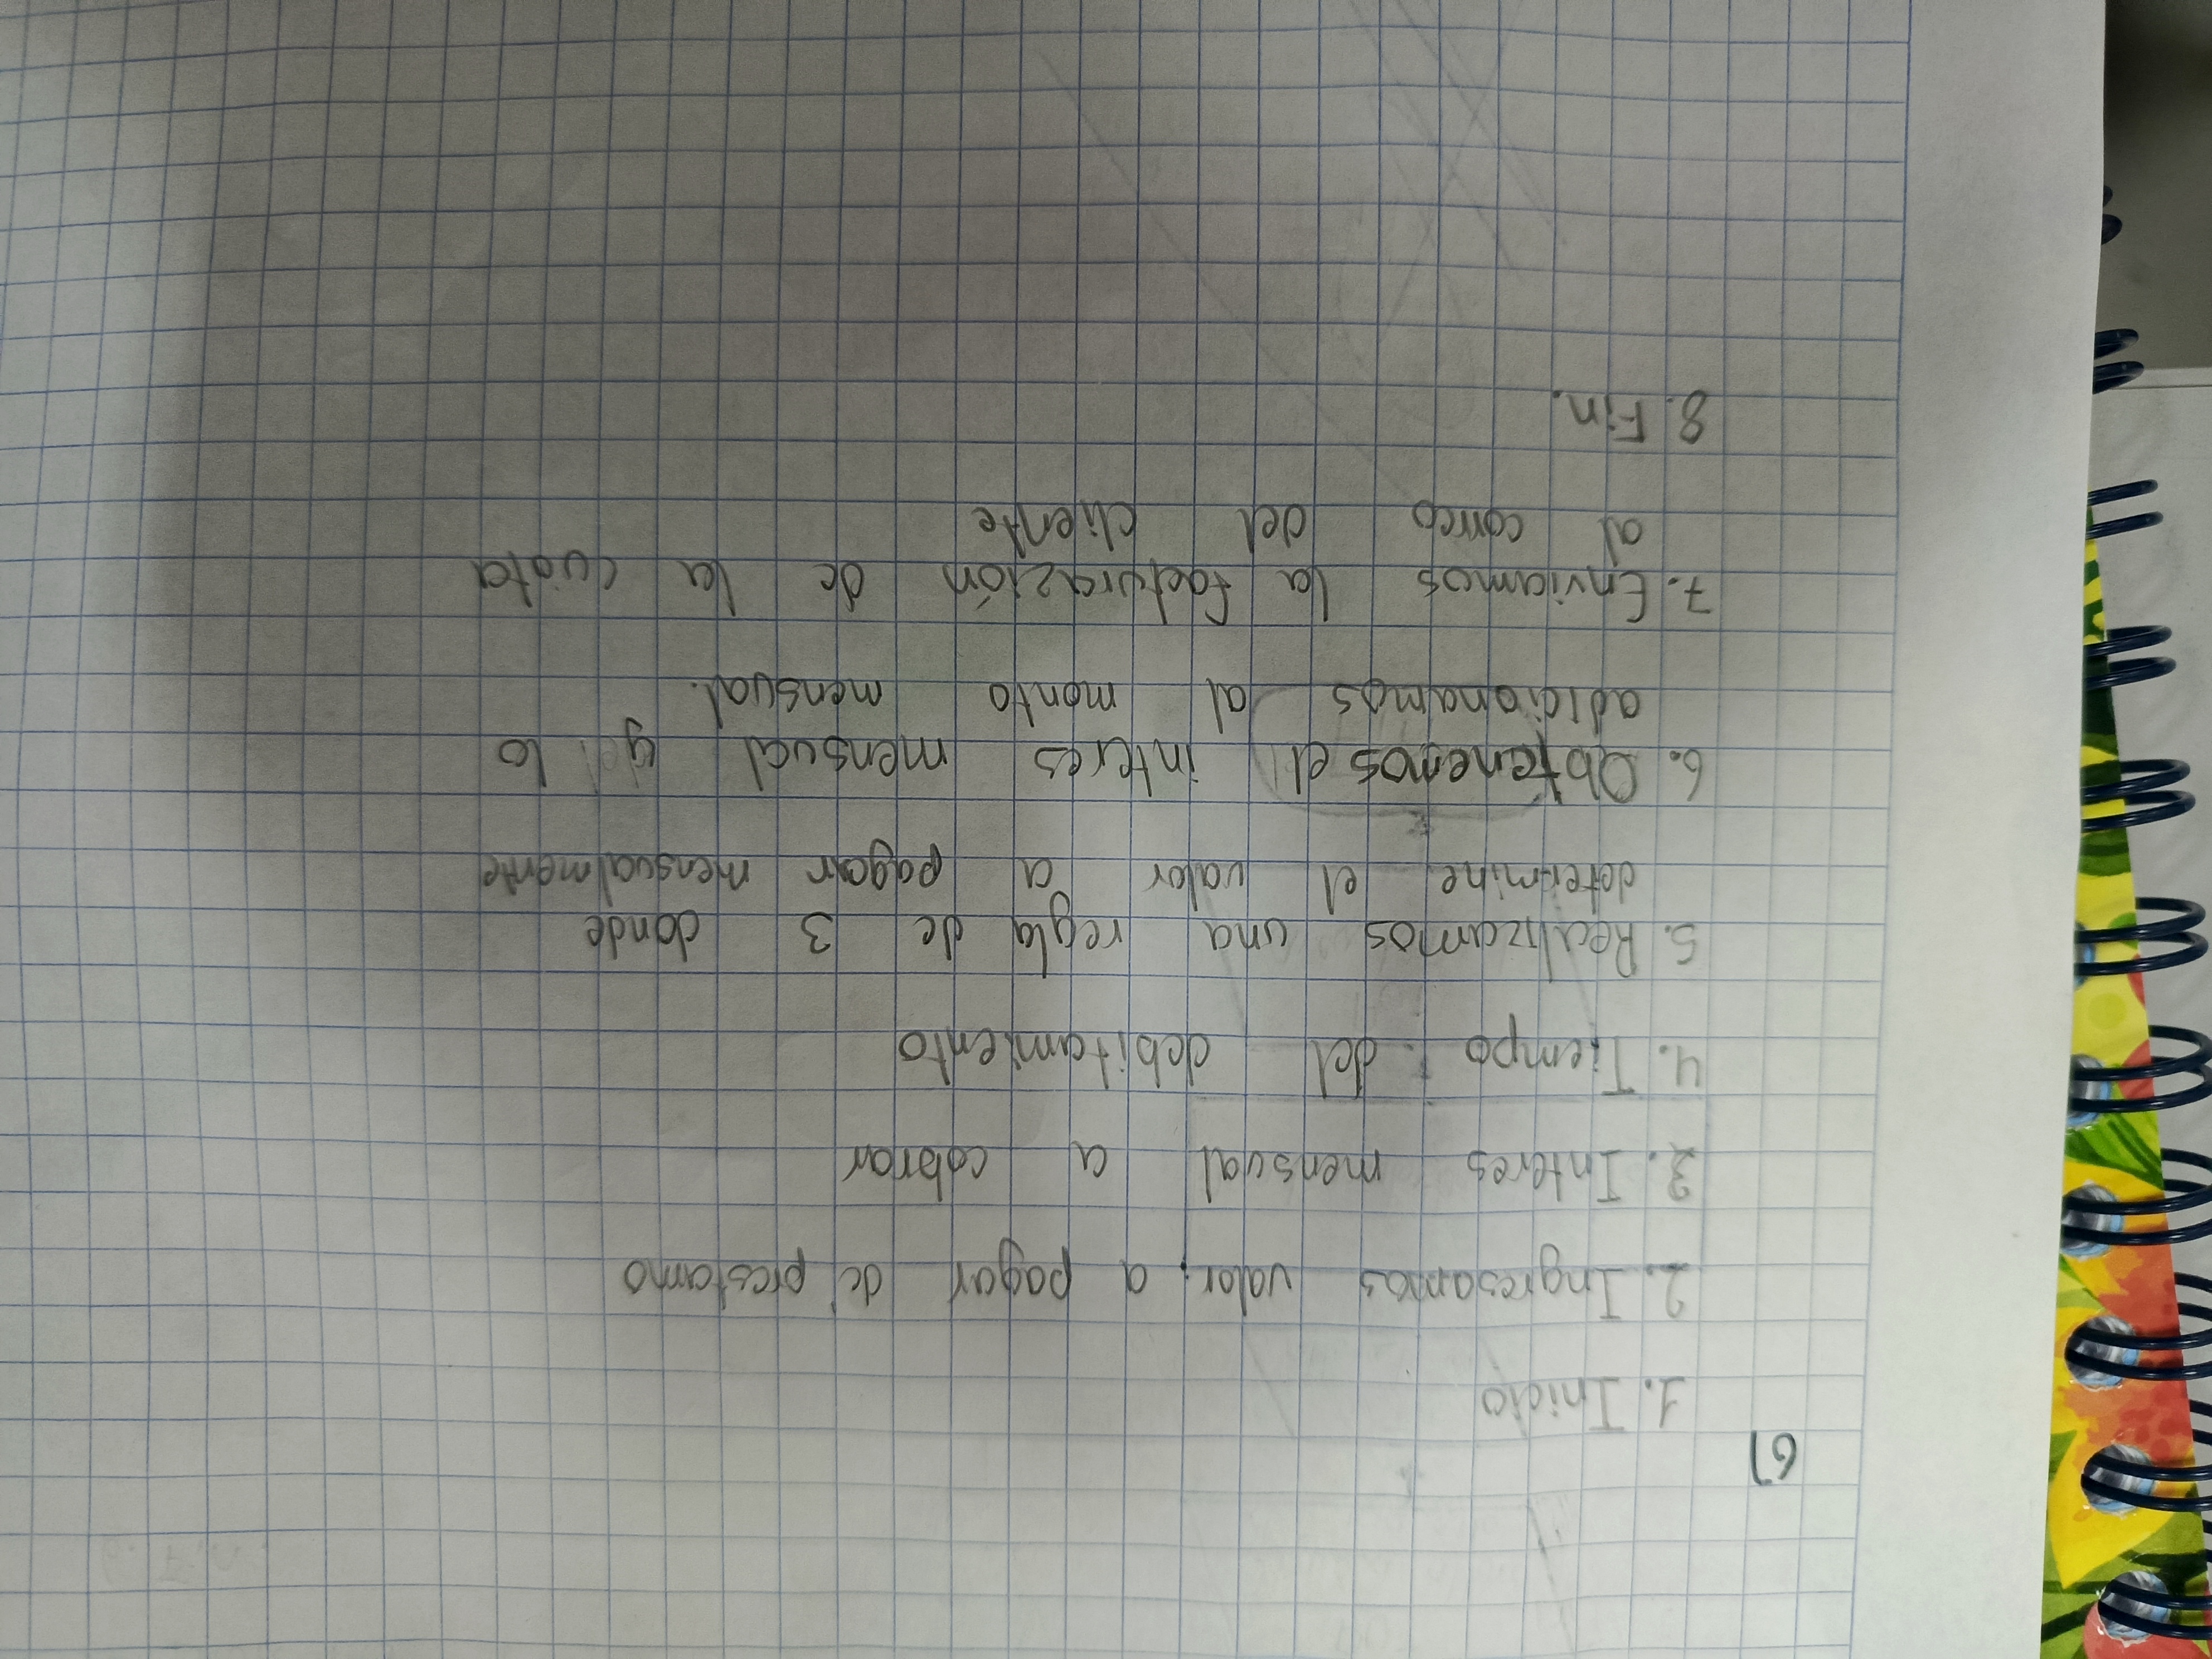 6)
1. Inicio
2. Ingresamos valor a pagar de prestamo
3. Interes mensual a cobrar
4. Tiempo del debitamiento
5. Realizamos una regla de 3 donde
determine el valor a pagar mensualmente
6. Obtenemos el interes mensual y lo
adicionamos al monto mensual.
7. Enviamos la facturazión de la cuota
al correo del cliente
8. Fin.